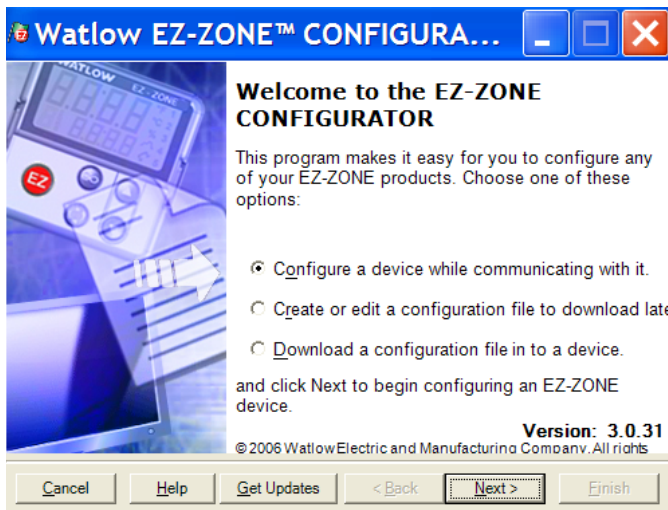 Watlow EZ-ZONE™ CONFIGURA...
WATLOW
EZ-ZONE
EZ
Welcome to the EZ-ZONE
CONFIGURATOR
This program makes it easy for you to configure any
of your EZ-ZONE products. Choose one of these
options:
Configure a device while communicating with it.
Create or edit a configuration file to download late
Download a configuration file in to a device.
and click Next to begin configuring an EZ-ZONE
device.
Version: 3.0.31
©2006 Watlow Electric and Manufacturing Company. All rights
Cancel Help Get Updates < Back Next > Finish